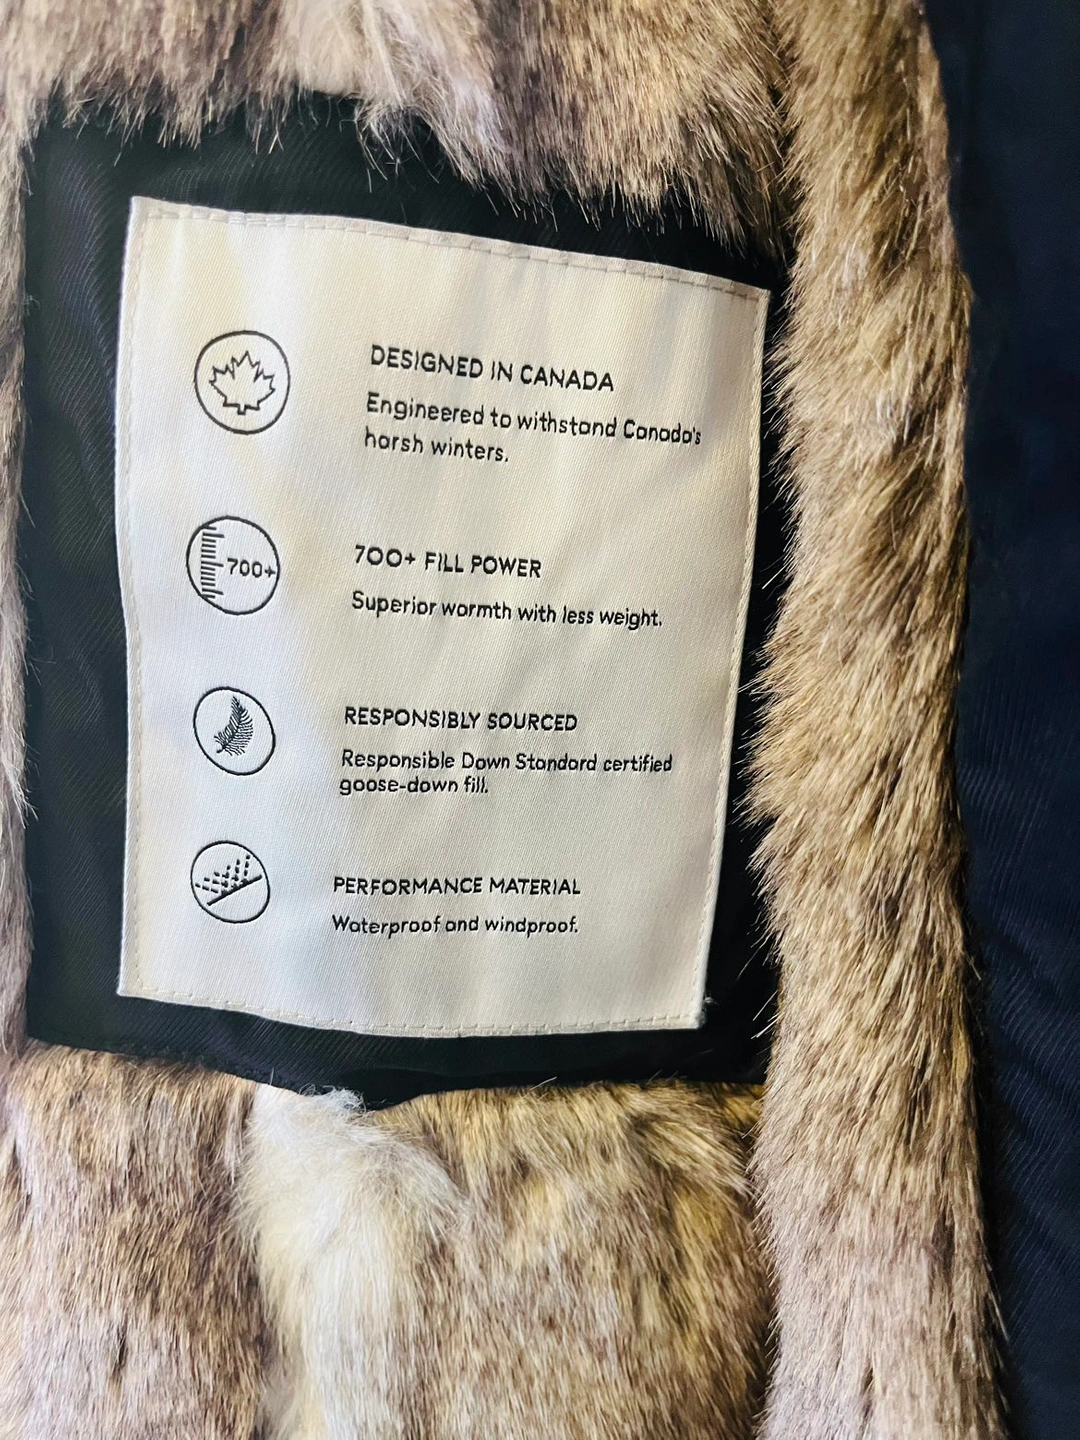 DESIGNED IN CANADA
Engineered to withstand Canada's
harsh winters.
700+
700+ FILL POWER
Superior warmth with less weight.
RESPONSIBLY SOURCED
Responsible Down Standard certified
goose-down fill.
PERFORMANCE MATERIAL
Waterproof and windproof.